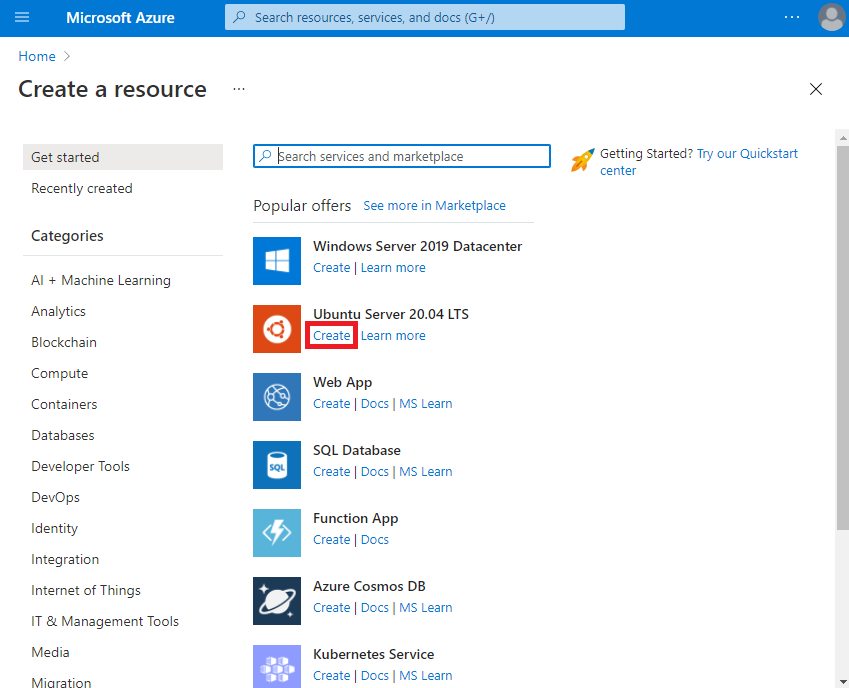 Microsoft Azure
Search resources, services, and docs (G+/)
...
Home >
Create a resource ...
Get started
Recently created
Categories
AI + Machine Learning
Analytics
Blockchain
Compute
Containers
Databases
Developer Tools
DevOps
Identity
Integration
Internet of Things
IT & Management Tools
Media
Migration
Search services and marketplace
Popular offers See more in Marketplace
Windows Server 2019 Datacenter
Create | Learn more
Ubuntu Server 20.04 LTS
Create Learn more
Web App
Create | Docs | MS Learn
SQL
SQL Database
Create | Docs | MS Learn
Function App
Create | Docs
Azure Cosmos DB
Create | Docs | MS Learn
Kubernetes Service
Create | Docs | MS Learn
Getting Started? Try our Quickstart
center